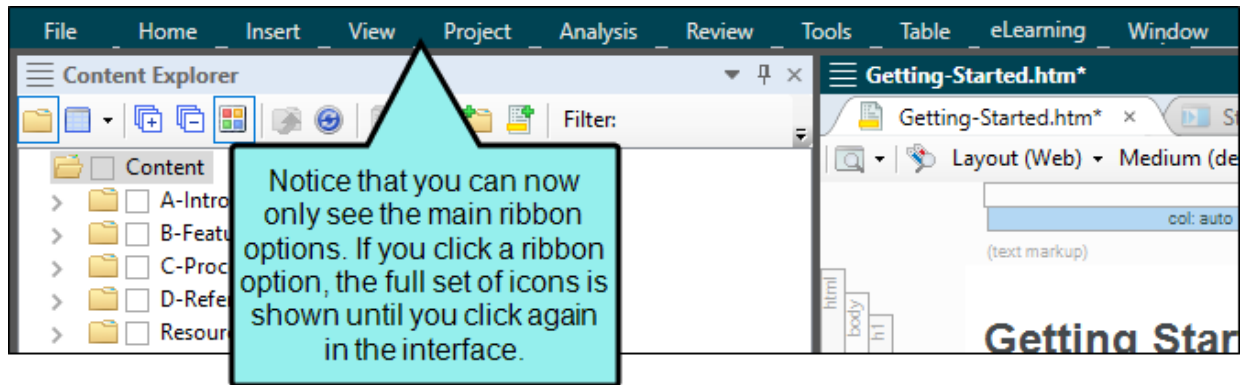 File Home Insert View Project Analysis Review Tools Table eLearning Window
Content Explorer
Getting-Started.htm*
Filter:
Getting-Started.htm*
Layout (Web) Medium
Content
A-Intro
B-Featu
C-Proc
D-Refe
Resour
Notice that you can now
only see the main ribbon
options. If you click a ribbon
option, the full set of icons is
shown until you click again
in the interface.
col: auto
(text markup)
html
body
h1
Getting Star